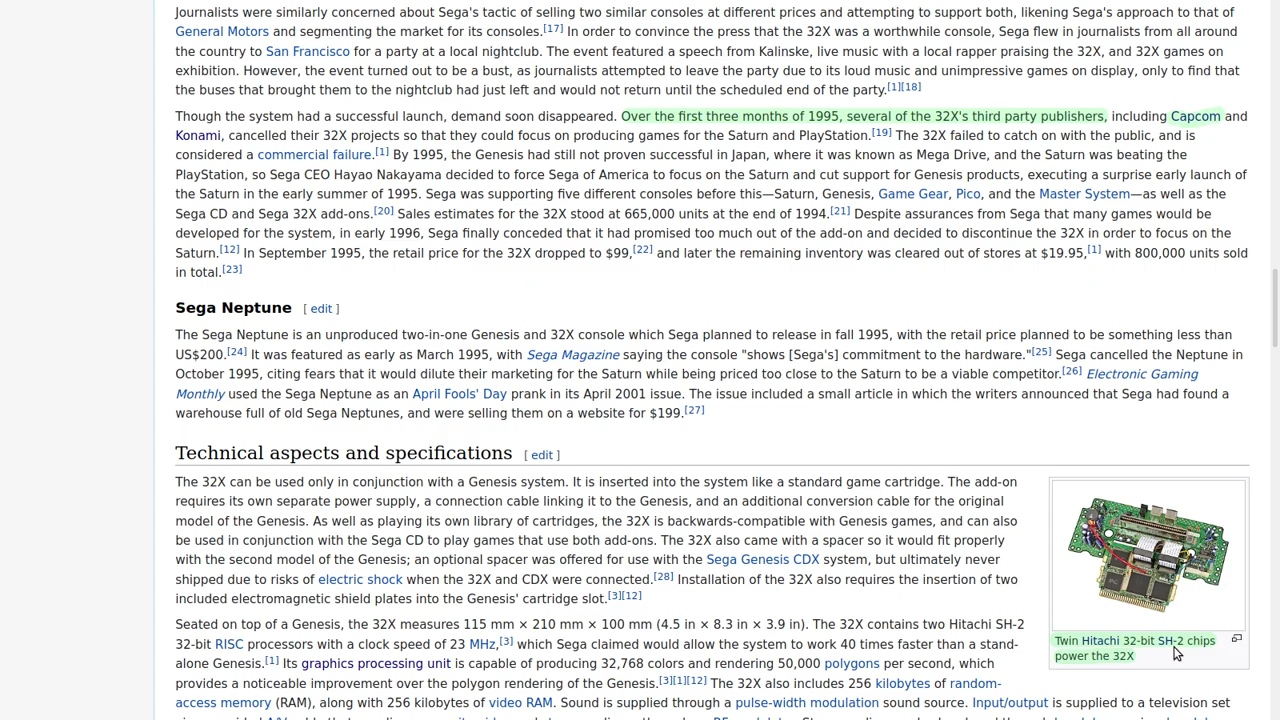 Journalists were similarly concerned about Sega's tactic of selling two similar consoles at different prices and attempting to support both, likening Sega's approach to that of
General Motors and segmenting the market for its consoles.[17] In order to convince the press that the 32X was a worthwhile console, Sega flew in journalists from all around
the country to San Francisco for a party at a local nightclub. The event featured a speech from Kalinske, live music with a local rapper praising the 32X, and 32X games on
exhibition. However, the event turned out to be a bust, as journalists attempted to leave the party due to its loud music and unimpressive games on display, only to find that
the buses that brought them to the nightclub had just left and would not return until the scheduled end of the party.[1][18]
Though the system had a successful launch, demand soon disappeared. Over the first three months of 1995, several of the 32X's third party publishers, including Capcom and
Konami, cancelled their 32X projects so that they could focus on producing games for the Saturn and PlayStation.[19] The 32X failed to catch on with the public, and is
considered a commercial failure.[1] By 1995, the Genesis had still not proven successful in Japan, where it was known as Mega Drive, and the Saturn was beating the
PlayStation, so Sega CEO Hayao Nakayama decided to force Sega of America to focus on the Saturn and cut support for Genesis products, executing a surprise early launch of
the Saturn in the early summer of 1995. Sega was supporting five different consoles before this—Saturn, Genesis, Game Gear, Pico, and the Master System—as well as the
Sega CD and Sega 32X add-ons.[20] Sales estimates for the 32X stood at 665,000 units at the end of 1994.[21] Despite assurances from Sega that many games would be
developed for the system, in early 1996, Sega finally conceded that it had promised too much out of the add-on and decided to discontinue the 32X in order to focus on the
Saturn.[12] In September 1995, the retail price for the 32X dropped to $99,[22] and later the remaining inventory was cleared out of stores at $19.95,[1] with 800,000 units sold
in total.[23]
Sega Neptune [ edit ]
The Sega Neptune is an unproduced two-in-one Genesis and 32X console which Sega planned to release in fall 1995, with the retail price planned to be something less than
US$200.[24] It was featured as early as March 1995, with Sega Magazine saying the console "shows [Sega's] commitment to the hardware."[25] Sega cancelled the Neptune in
October 1995, citing fears that it would dilute their marketing for the Saturn while being priced too close to the Saturn to be a viable competitor.[26] Electronic Gaming
Monthly used the Sega Neptune as an April Fools' Day prank in its April 2001 issue. The issue included a small article in which the writers announced that Sega had found a
warehouse full of old Sega Neptunes, and were selling them on a website for $199.[27]
Technical aspects and specifications [ edit ]
The 32X can be used only in conjunction with a Genesis system. It is inserted into the system like a standard game cartridge. The add-on
requires its own separate power supply, a connection cable linking it to the Genesis, and an additional conversion cable for the original
model of the Genesis. As well as playing its own library of cartridges, the 32X is backwards-compatible with Genesis games, and can also
be used in conjunction with the Sega CD to play games that use both add-ons. The 32X also came with a spacer so it would fit properly
with the second model of the Genesis; an optional spacer was offered for use with the Sega Genesis CDX system, but ultimately never
shipped due to risks of electric shock when the 32X and CDX were connected.[28] Installation of the 32X also requires the insertion of two
included electromagnetic shield plates into the Genesis' cartridge slot.[3][12]
Twin Hitachi 32-bit SH-2 chips
power the 32X
Seated on top of a Genesis, the 32X measures 115 mm × 210 mm × 100 mm (4.5 in × 8.3 in × 3.9 in). The 32X contains two Hitachi SH-2
32-bit RISC processors with a clock speed of 23 MHz,[3] which Sega claimed would allow the system to work 40 times faster than a stand-
alone Genesis.[1] Its graphics processing unit is capable of producing 32,768 colors and rendering 50,000 polygons per second, which
provides a noticeable improvement over the polygon rendering of the Genesis.[3][1][12] The 32X also includes 256 kilobytes of random-
access memory (RAM), along with 256 kilobytes of video RAM. Sound is supplied through a pulse-width modulation sound source. Input/output is supplied to a television set